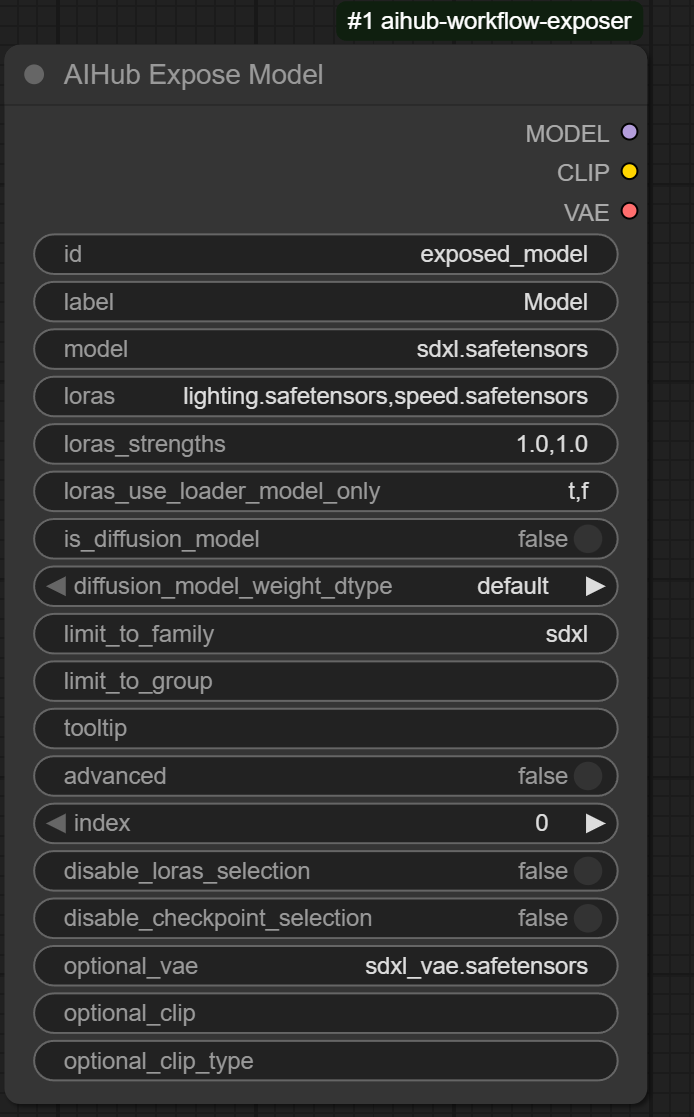 #1 aihub-workflow-exposer
AIHub Expose Model
MODEL
CLIP
VAE
id exposed_model
label Model
model sdxl.safetensors
loras lighting.safetensors,speed.safetensors
loras_strengths 1.0,1.0
loras_use_loader_model_only t,f
is_diffusion_model false
diffusion_model_weight_dtype default
limit_to_family sdxl
limit_to_group
tooltip
advanced false
index 0
disable_loras_selection false
disable_checkpoint_selection false
optional_vae sdxl_vae.safetensors
optional_clip
optional_clip_type